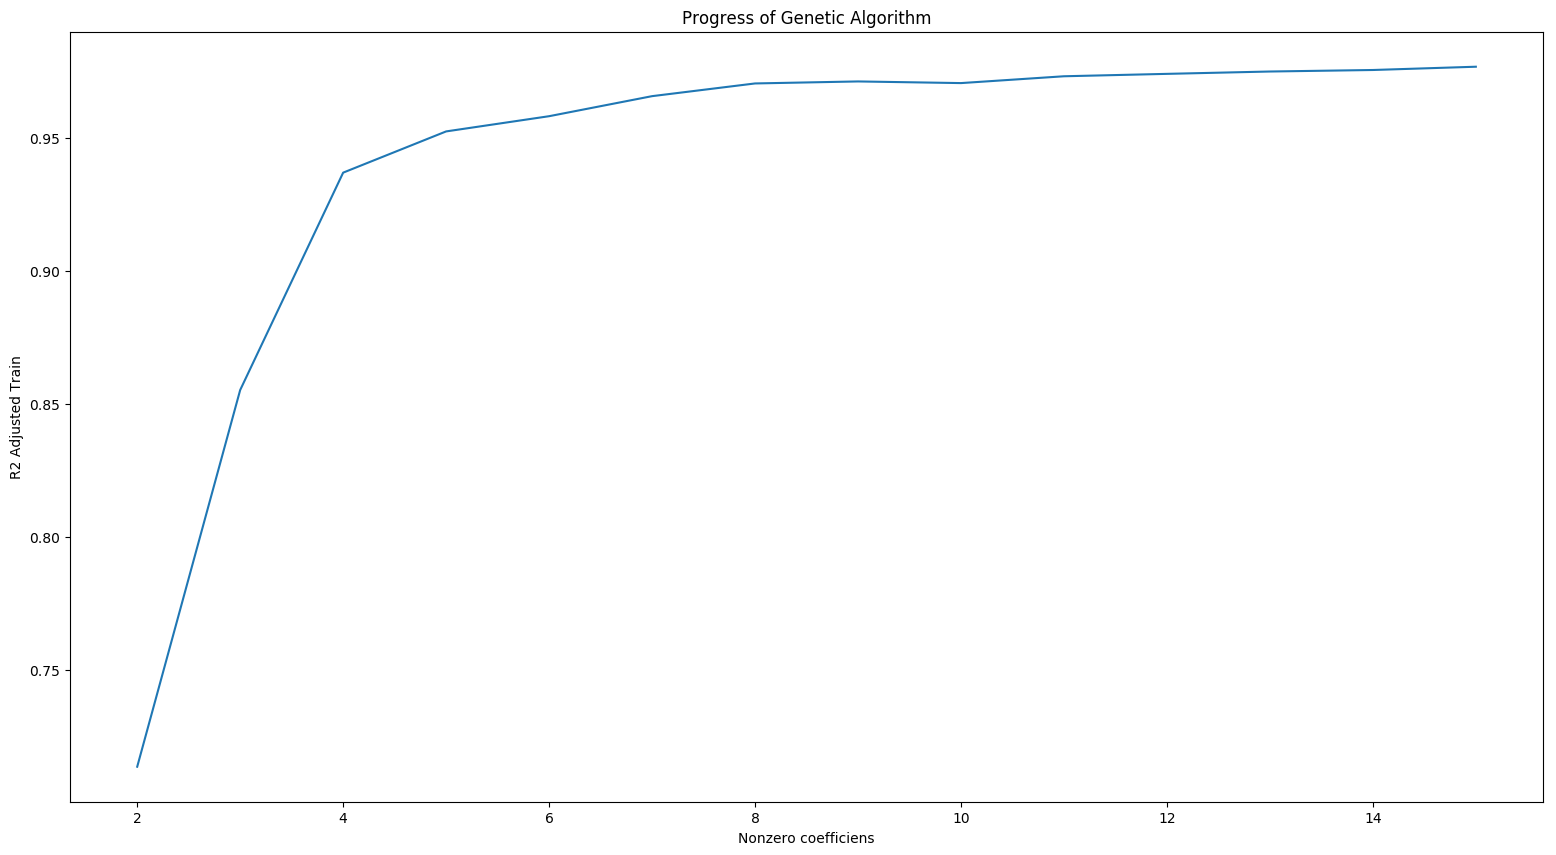 Progress of Genetic Algorithm
0.95
0.90
0.85
0.80
0.75
R2 Adjusted Train
2 4 6 8 10 12 14
Nonzero coefficiens